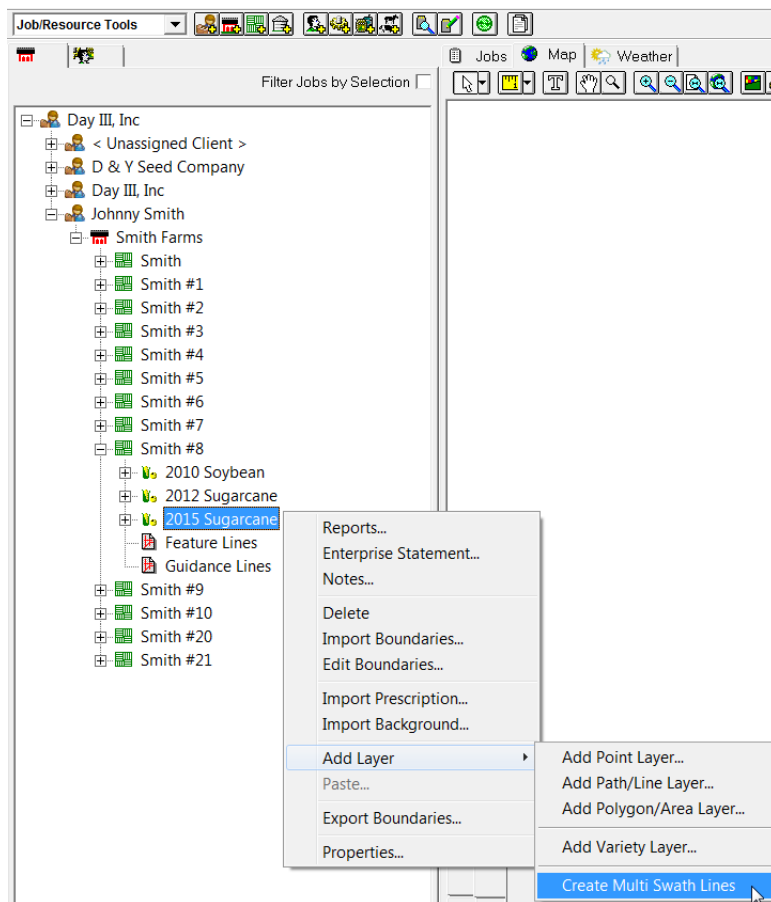 Job/Resource Tools
Jobs Map Weather
Filter Jobs by Selection
Day III, Inc
< Unassigned Client >
D & Y Seed Company
Day III, Inc
Johnny Smith
Smith Farms
Smith
Smith #1
Smith #2
Smith #3
Smith #4
Smith #5
Smith #6
Smith #7
Smith #8
2010 Soybean
2012 Sugarcane
2015 Sugarcane
Feature Lines
Guidance Lines
Smith #9
Smith #10
Smith #20
Smith #21
Reports...
Enterprise Statement...
Notes...
Delete
Import Boundaries...
Edit Boundaries...
Import Prescription...
Import Background...
Add Layer
Paste...
Export Boundaries...
Properties...
Add Point Layer...
Add Path/Line Layer...
Add Polygon/Area Layer...
Add Variety Layer...
Create Multi Swath Lines